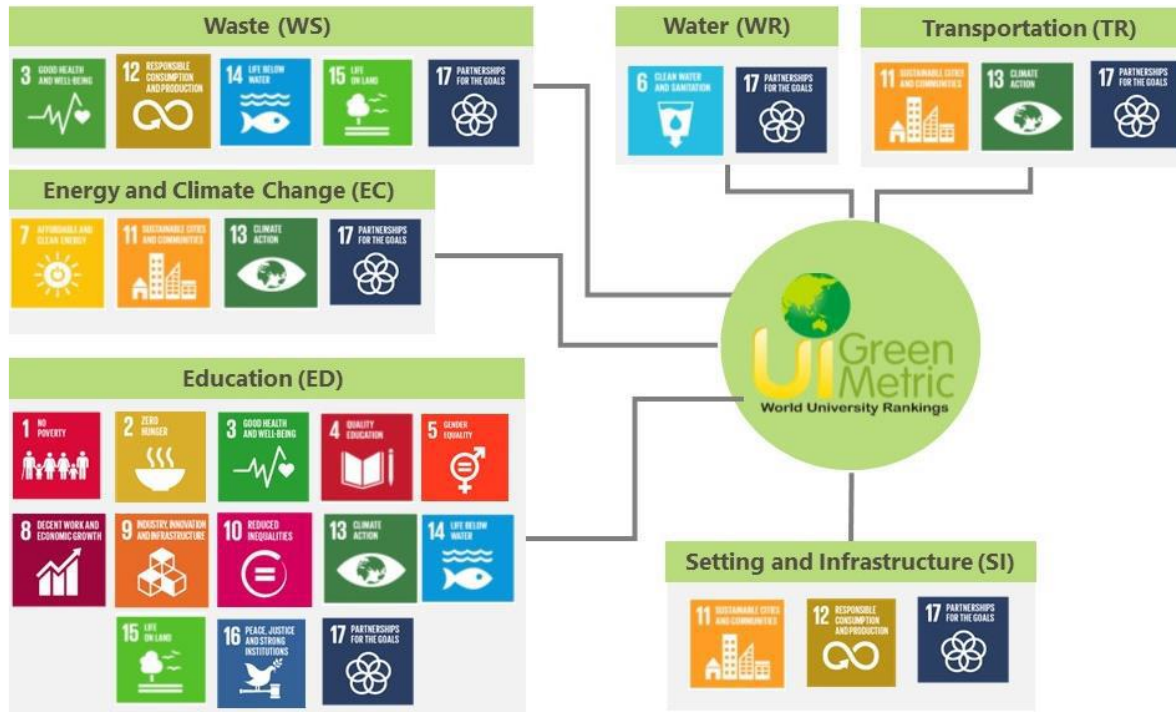 Waste (WS)
3 GOOD HEALTH
AND WELL-BEING
12 RESPONSIBLE
CONSUMPTION
AND PRODUCTION
14 LIFE BELOW
WATER
15 LIFE
ON LAND
17 PARTNERSHIPS
FOR THE GOALS
Water (WR)
6 CLEAN WATER
AND SANITATION
17 PARTNERSHIPS
FOR THE GOALS
Transportation (TR)
11 SUSTAINABLE CITIES
AND COMMUNITIES
13 CLIMATE
ACTION
17 PARTNERSHIPS
FOR THE GOALS
Energy and Climate Change (EC)
7 AFFORDABLE AND
CLEAN ENERGY
11 SUSTAINABLE CITIES
AND COMMUNITIES
13 CLIMATE
ACTION
17 PARTNERSHIPS
FOR THE GOALS
UI Green
Metric
World University Rankings
Education (ED)
1 NO
POVERTY
2 ZERO
HUNGER
3 GOOD HEALTH
AND WELL-BEING
4 QUALITY
EDUCATION
5 GENDER
EQUALITY
8 DECENT WORK AND
ECONOMIC GROWTH
9 INDUSTRY, INNOVATION
AND INFRASTRUCTURE
10 REDUCED
INEQUALITIES
13 CLIMATE
ACTION
14 LIFE BELOW
WATER
15 LIFE
ON LAND
16 PEACE, JUSTICE
AND STRONG
INSTITUTIONS
17 PARTNERSHIPS
FOR THE GOALS
Setting and Infrastructure (SI)
11 SUSTAINABLE CITIES
AND COMMUNITIES
12 RESPONSIBLE
CONSUMPTION
AND PRODUCTION
17 PARTNERSHIPS
FOR THE GOALS